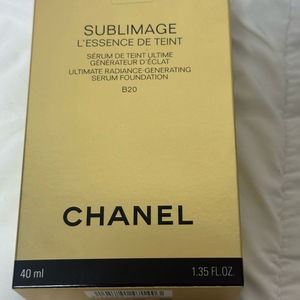 SUBLIMAGE
L'ESSENCE DE TEINT
SÉRUM DE TEINT ULTIME
GÉNÉRATEUR D'ÉCLAT
ULTIMATE RADIANCE-GENERATING
SERUM FOUNDATION
B20
CHANEL
40 ml 1.35 FL.OZ.